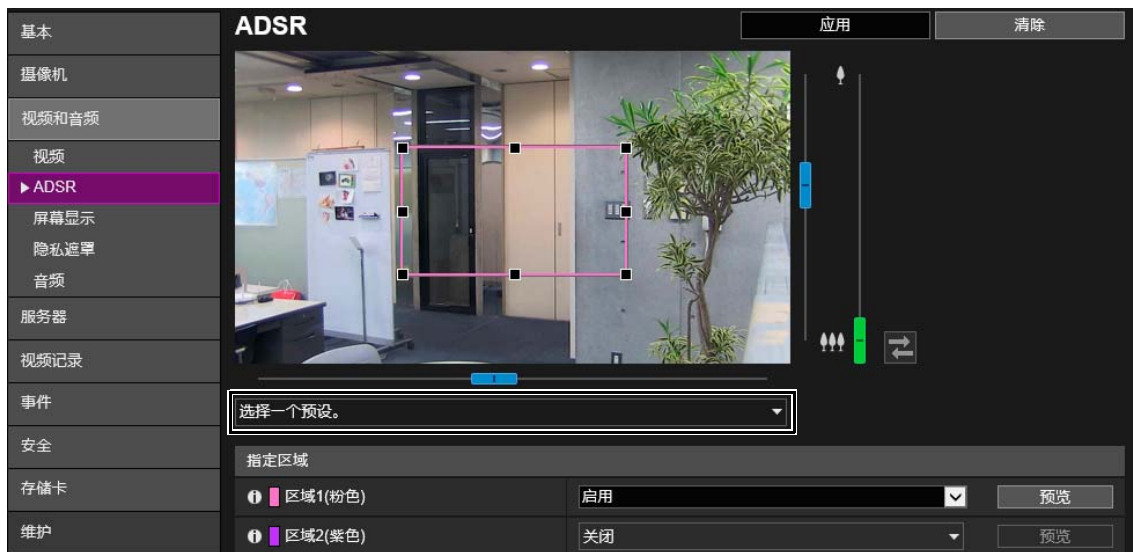 基本
摄像机
视频和音频
视频
ADSR
屏幕显示
隐私遮罩
音频
服务器
视频记录
事件
安全
存储卡
维护
ADSR
应用
清除
选择一个预设。
指定区域
区域1(粉色)
启用
预览
区域2(紫色)
关闭
预览